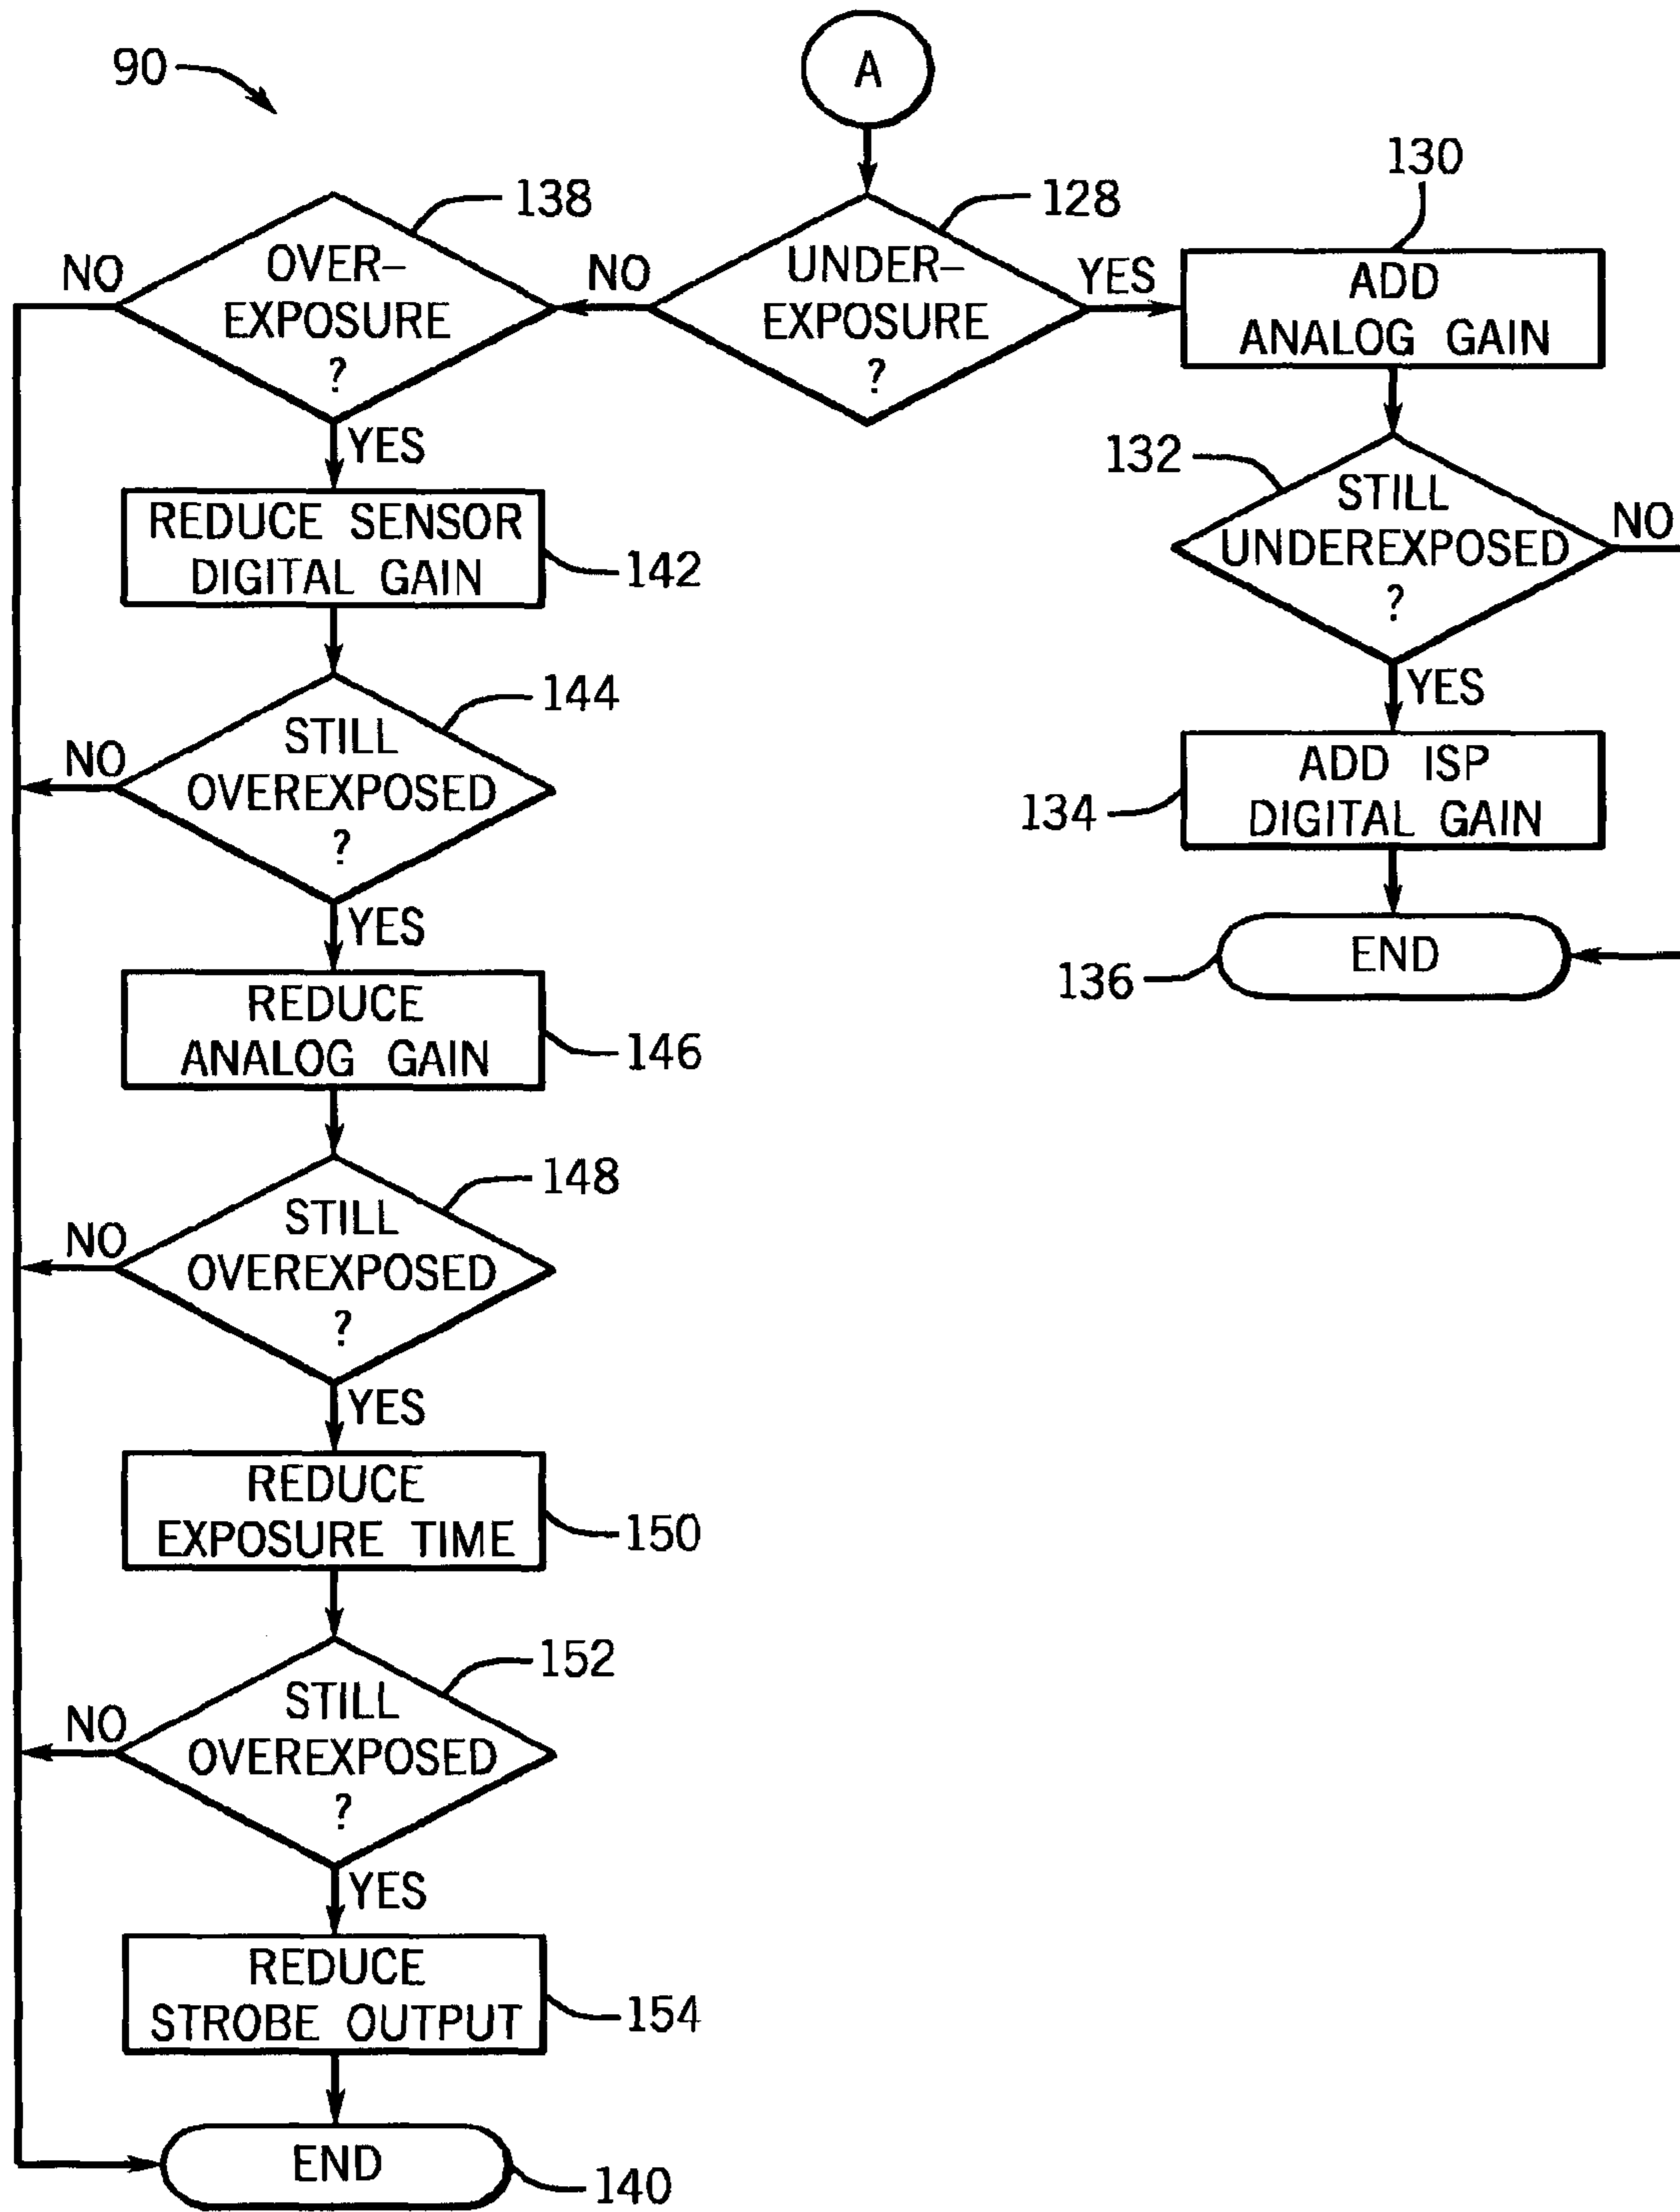 90
A
138
128
130
NO
OVER-
EXPOSURE
?
NO
UNDER-
EXPOSURE
?
YES
ADD
ANALOG GAIN
YES
132
STILL
UNDEREXPOSED
?
NO
REDUCE SENSOR
DIGITAL GAIN
142
YES
144
STILL
OVEREXPOSED
?
NO
134
ADD ISP
DIGITAL GAIN
YES
136
END
REDUCE
ANALOG GAIN
146
148
STILL
OVEREXPOSED
?
NO
YES
REDUCE
EXPOSURE TIME
150
152
STILL
OVEREXPOSED
?
NO
YES
REDUCE
STROBE OUTPUT
154
END
140